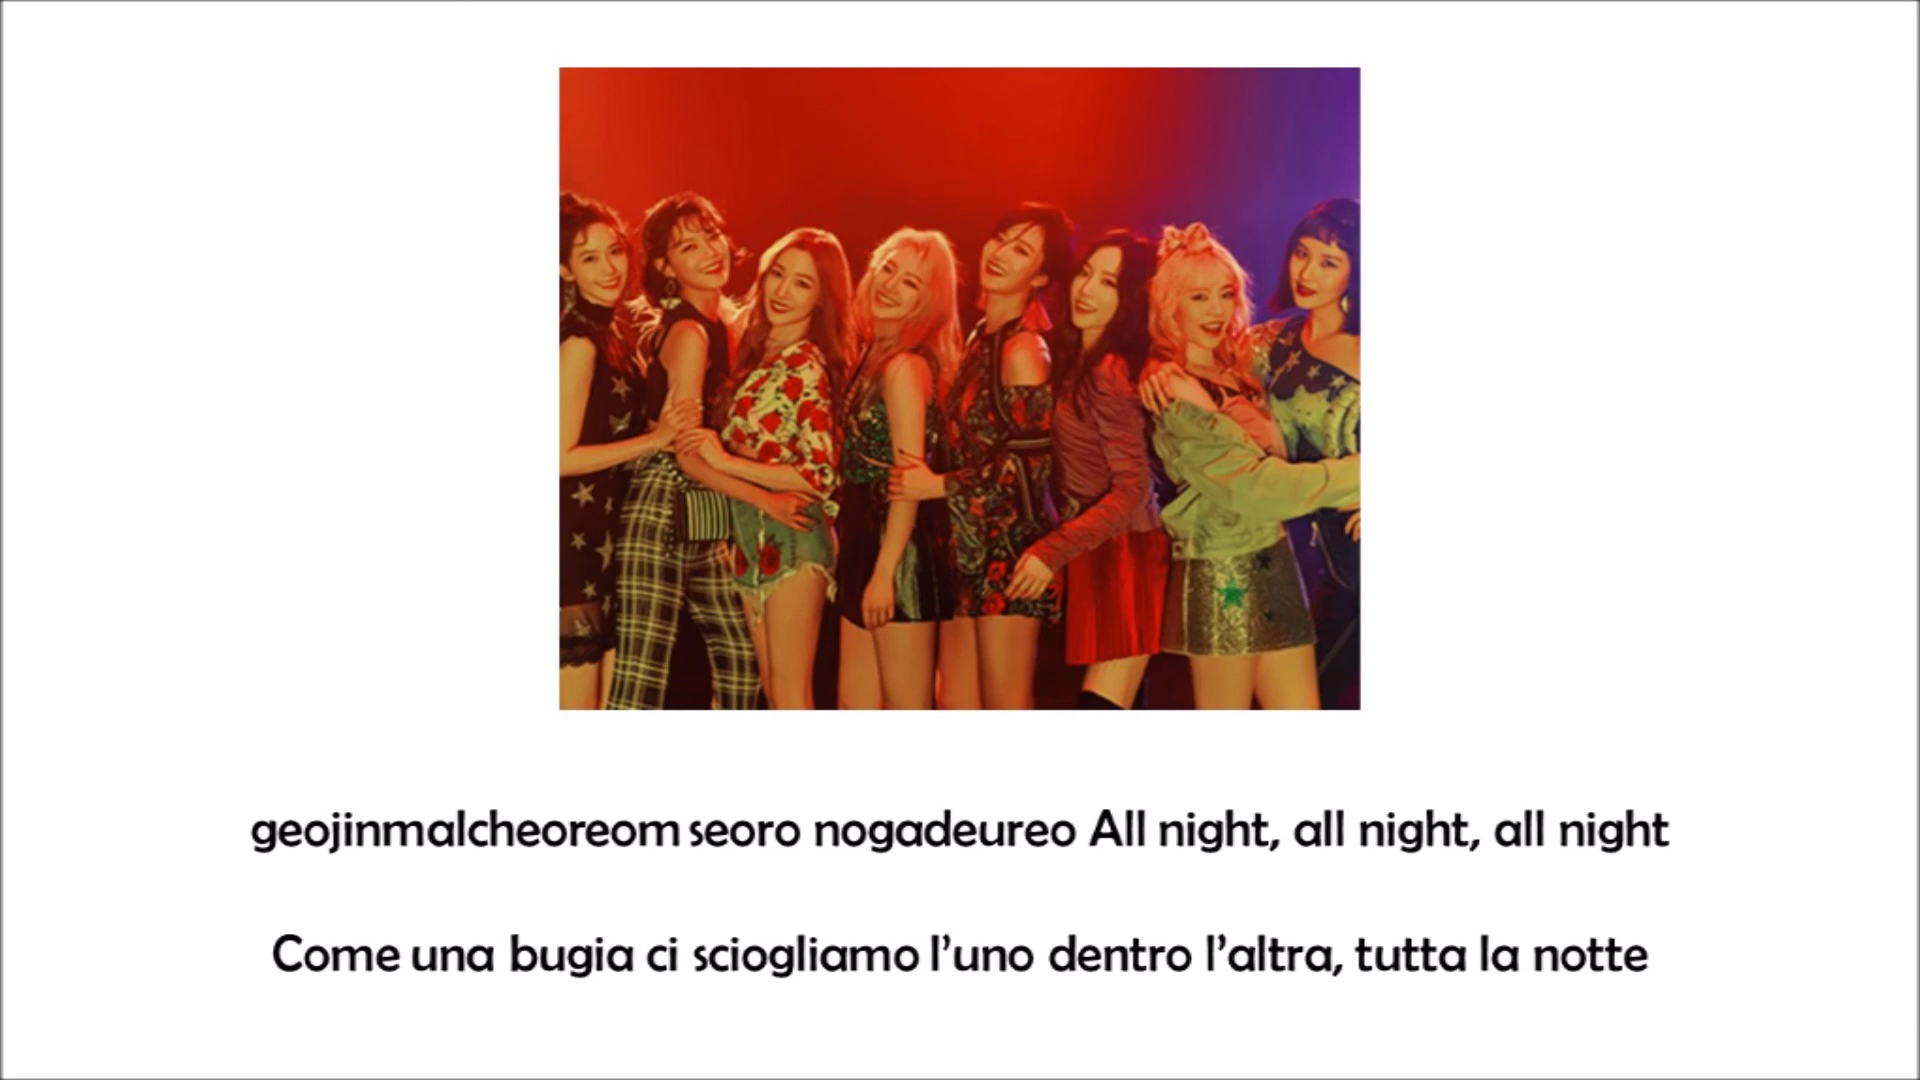 geojinmalcheoreom seoro nogadeureo All night, all night, all night
Come una bugia ci sciogliamo l’uno dentro l’altra, tutta la notte